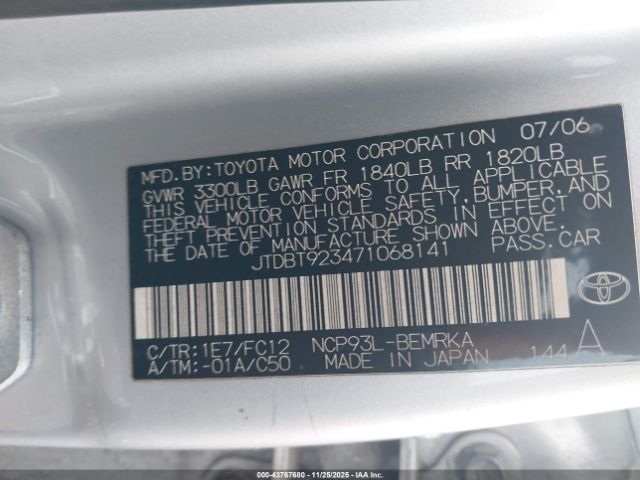 MFD. BY: TOYOTA MOTOR CORPORATION 07/06
GVWR 3300LB GAWR FR 1840LB RR 1820LB
THIS VEHICLE CONFORMS TO ALL APPLICABLE
FEDERAL MOTOR VEHICLE SAFETY, BUMPER, AND
THEFT PREVENTION STANDARDS IN EFFECT ON
THE DATE OF MANUFACTURE SHOWN ABOVE.
JTDBT923471068141 PASS. CAR
C/TR: 1E7/FC12 NCP93L-BEMRKA A
A/TM: -01A/C50 MADE IN JAPAN 144
000-43767680 - 11/25/2025 - IAA, Inc.